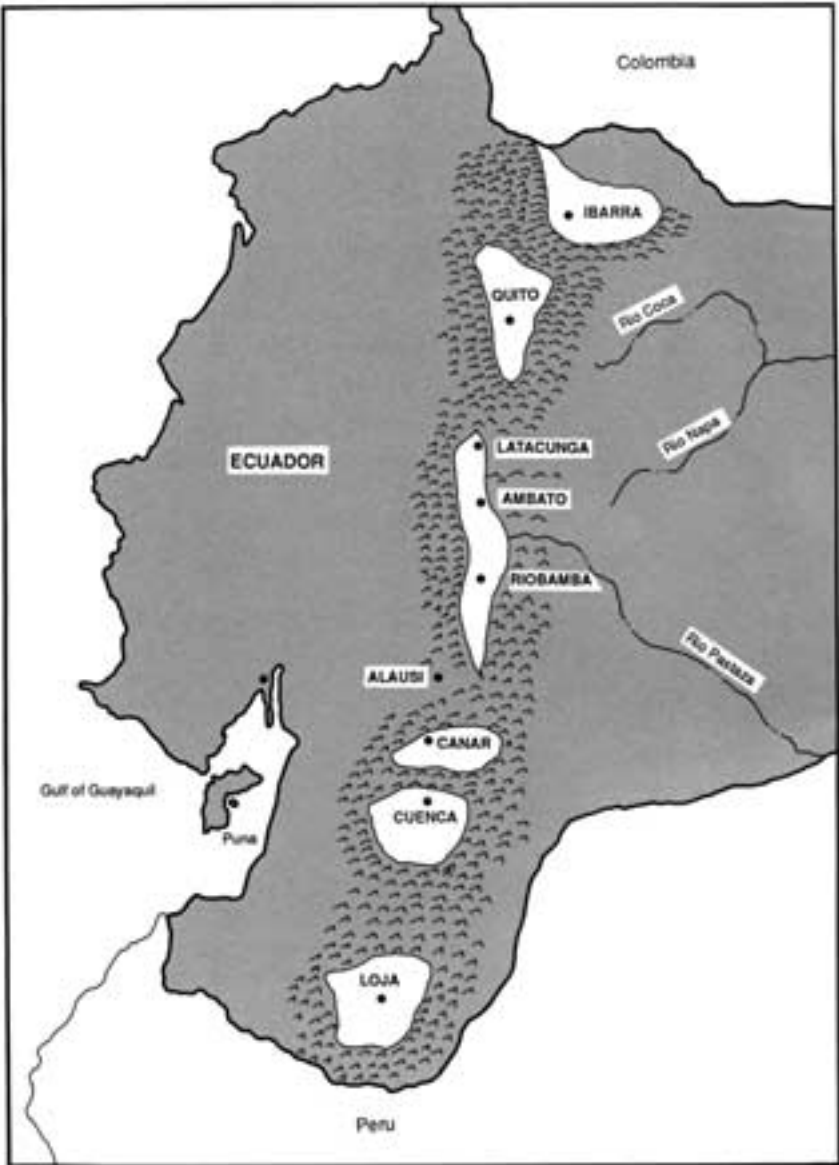 Colombia
IBARRA
QUITO
Rio Coca
Rio Napa
LATACUNGA
ECUADOR
AMBATO
RIOBAMBA
Rio Pastaza
ALAUSI
CANAR
Gulf of Guayaquil
CUENCA
Puna
LOJA
Peru